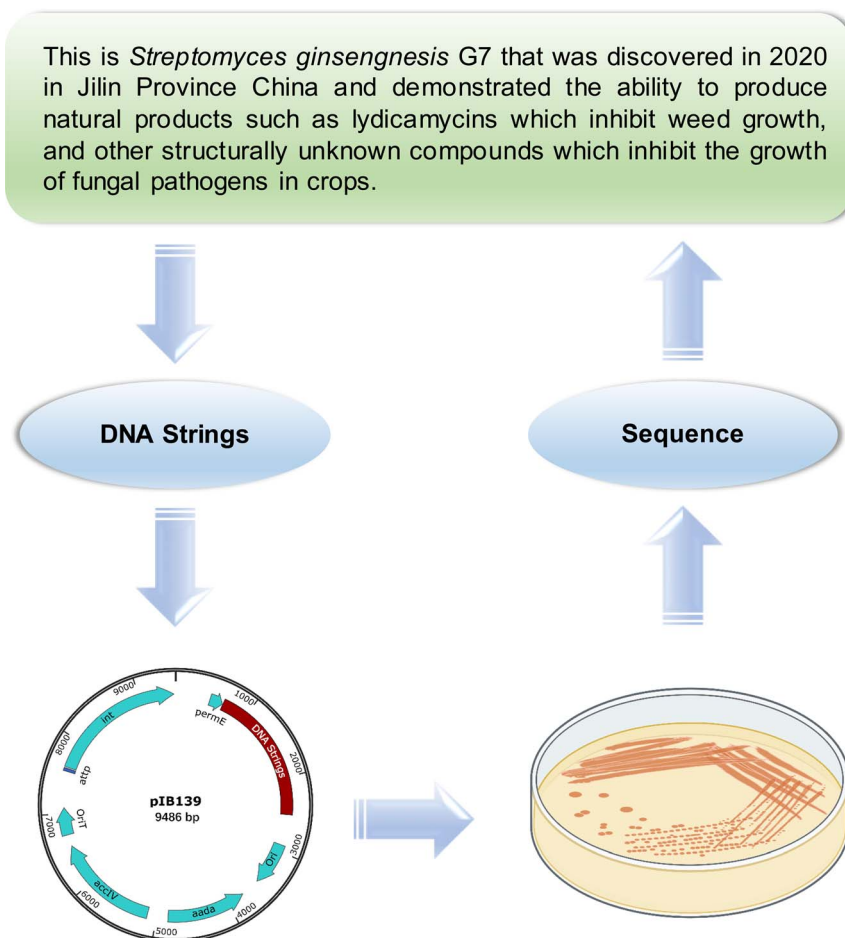 This is Streptomyces ginsengnesis G7 that was discovered in 2020
in Jilin Province China and demonstrated the ability to produce
natural products such as lydicamycins which inhibit weed growth,
and other structurally unknown compounds which inhibit the growth
of fungal pathogens in crops.
DNA Strings
Sequence
9000
1000
int
permE
DNA Strings
8000
2000
attp
pIB139
9486 bp
OriT
7000
3000
Ori
accIV
6000
aada
4000
5000